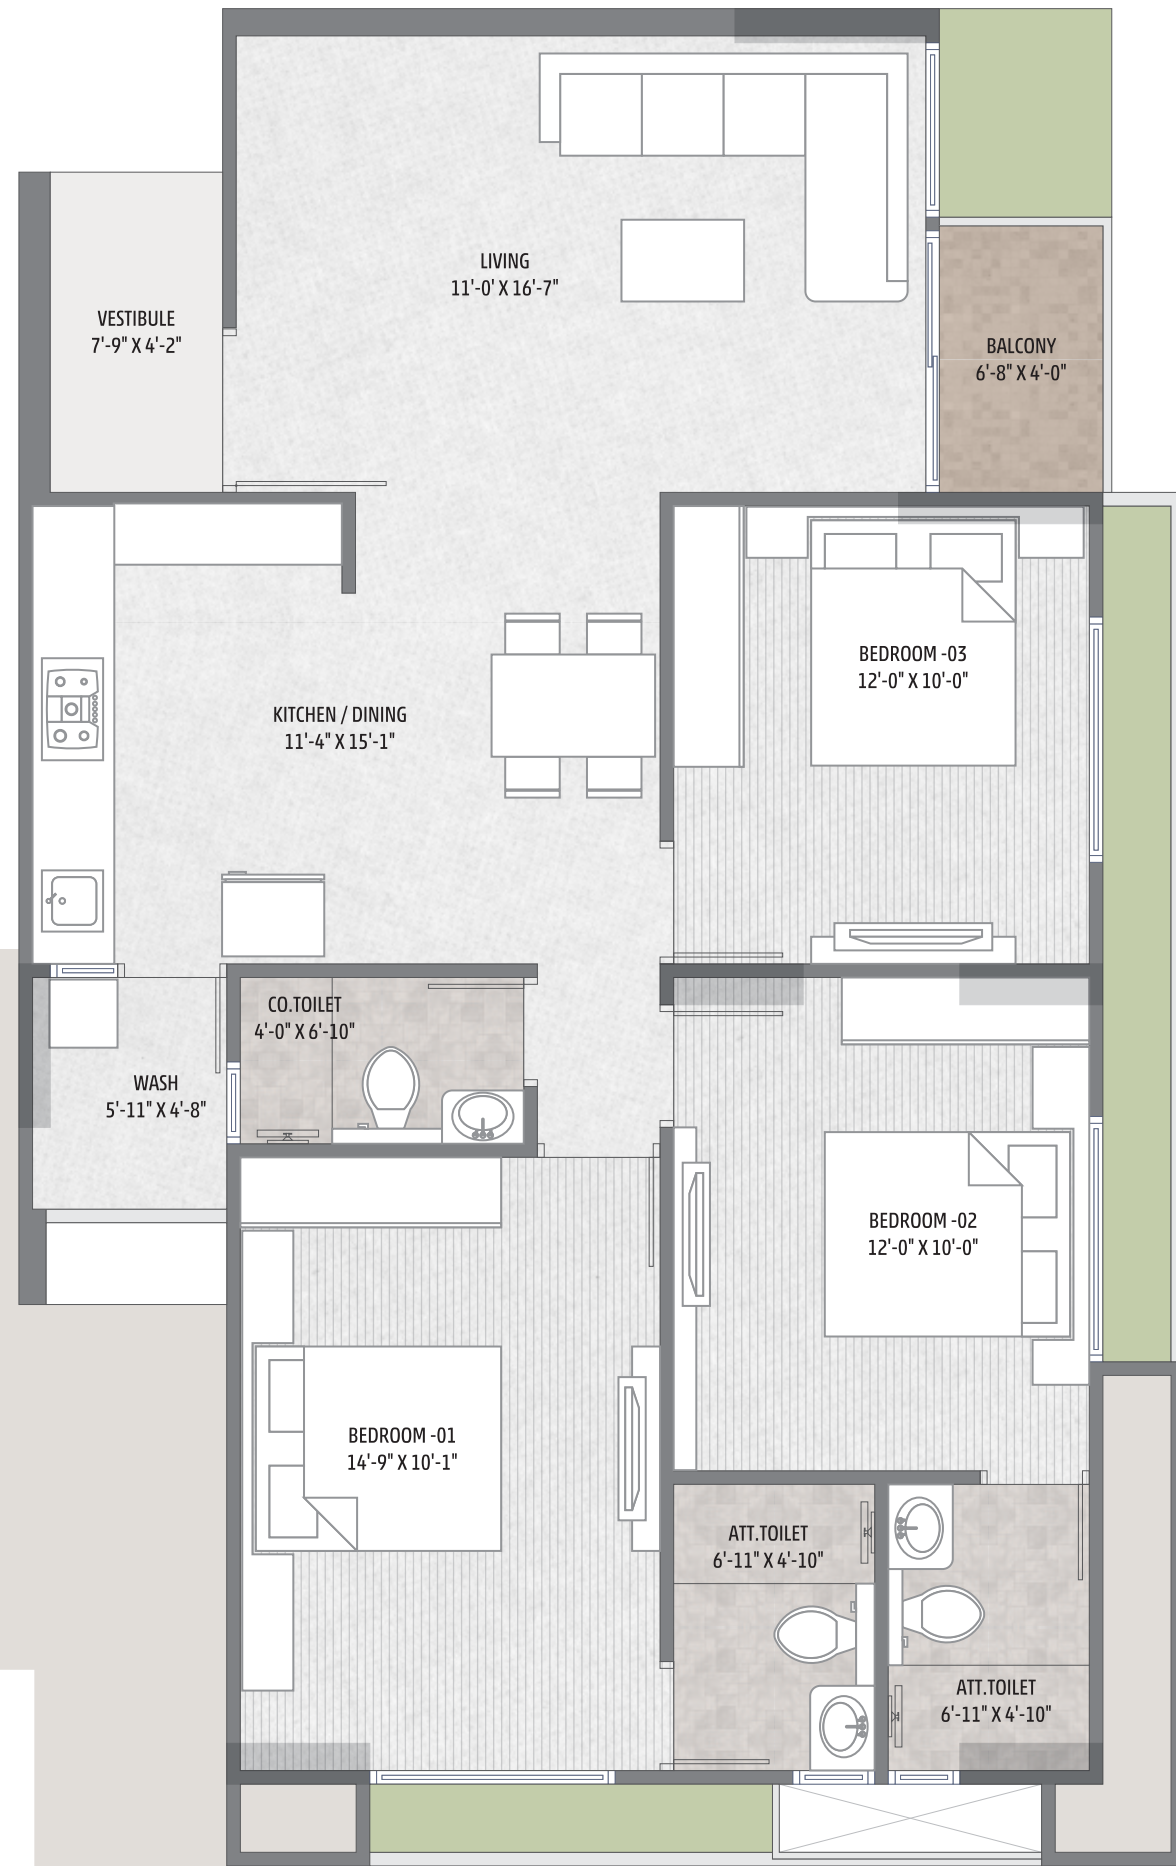 LIVING
11'-0' X 16'-7"
VESTIBULE
7'-9" X 4'-2"
BALCONY
6'-8" X 4'-0"
BEDROOM -03
12'-0" X 10'-0"
KITCHEN / DINING
11'-4" X 15'-1"
CO.TOILET
4'-0" X 6'-10"
WASH
5'-11" X 4'-8"
BEDROOM -02
12'-0" X 10'-0"
BEDROOM -01
14'-9" X 10'-1"
ATT.TOILET
6'-11" X 4'-10"
ATT.TOILET
6'-11" X 4'-10"